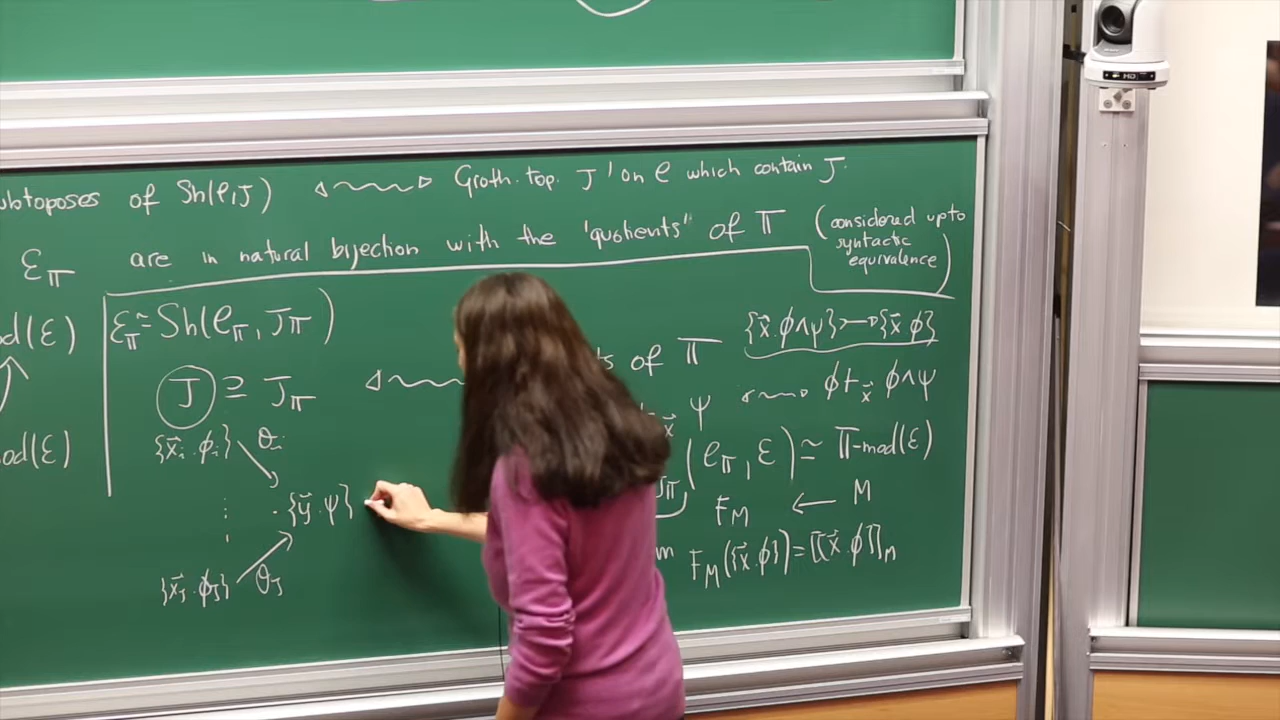 ubtoposes of Sh(𝒞,J) ◁~~~▷ Groth. top. J' on 𝒞 which contain J.
ℰ_𝕋 are in natural bijection with the 'quotients" of 𝕋 (considered up to
syntactic
equivalence)
od(ℰ) ℰ_𝕋 ≃ Sh(𝒞_𝕋, J_𝕋) {x⃗.ϕ∧ψ} ↣ {x⃗.ϕ}
J ⊇ J_𝕋 ◁~~ s of 𝕋
x⃗ ψ ~~> ϕ ⊢_x⃗ ϕ∧ψ
od(ℰ) {x⃗_i.ϕ_i} θ_i (𝒞_𝕋, ℰ) ≃ 𝕋-mod(ℰ)
⋮ {y⃗.ψ} F_M ← M
{x⃗_J.ϕ_J} θ_J m F_M({x⃗.ϕ}) = [[x⃗.ϕ]]_M
HD